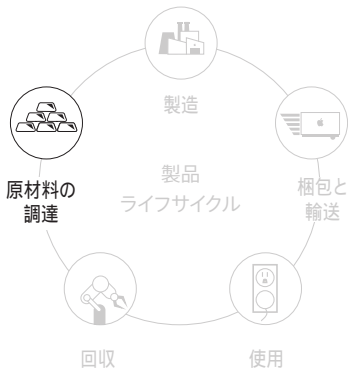 製造
原材料の
調達
製品
ライフサイクル
梱包と
輸送
回収
使用